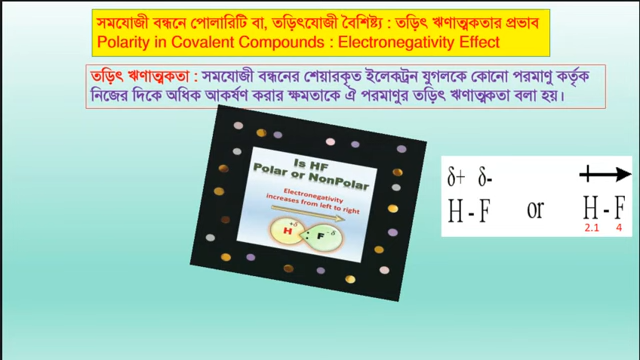 সমযোজী বন্ধনে পোলারিটি বা, তড়িৎযোজী বৈশিষ্ট্য : তড়িৎ ঋণাত্মকতার প্রভাব
Polarity in Covalent Compounds : Electronegativity Effect
তড়িৎ ঋণাত্মকতা : সমযোজী বন্ধনের শেয়ারকৃত ইলেকট্রন যুগলকে কোনো পরমাণু কর্তৃক
নিজের দিকে অধিক আকর্ষণ করার ক্ষমতাকে ঐ পরমাণুর তড়িৎ ঋণাত্মকতা বলা হয়।
Is HF
Polar or NonPolar
Electronegativity
increases from left to right
+δ -δ
H F
δ+ δ-
H - F or H - F
2.1 4